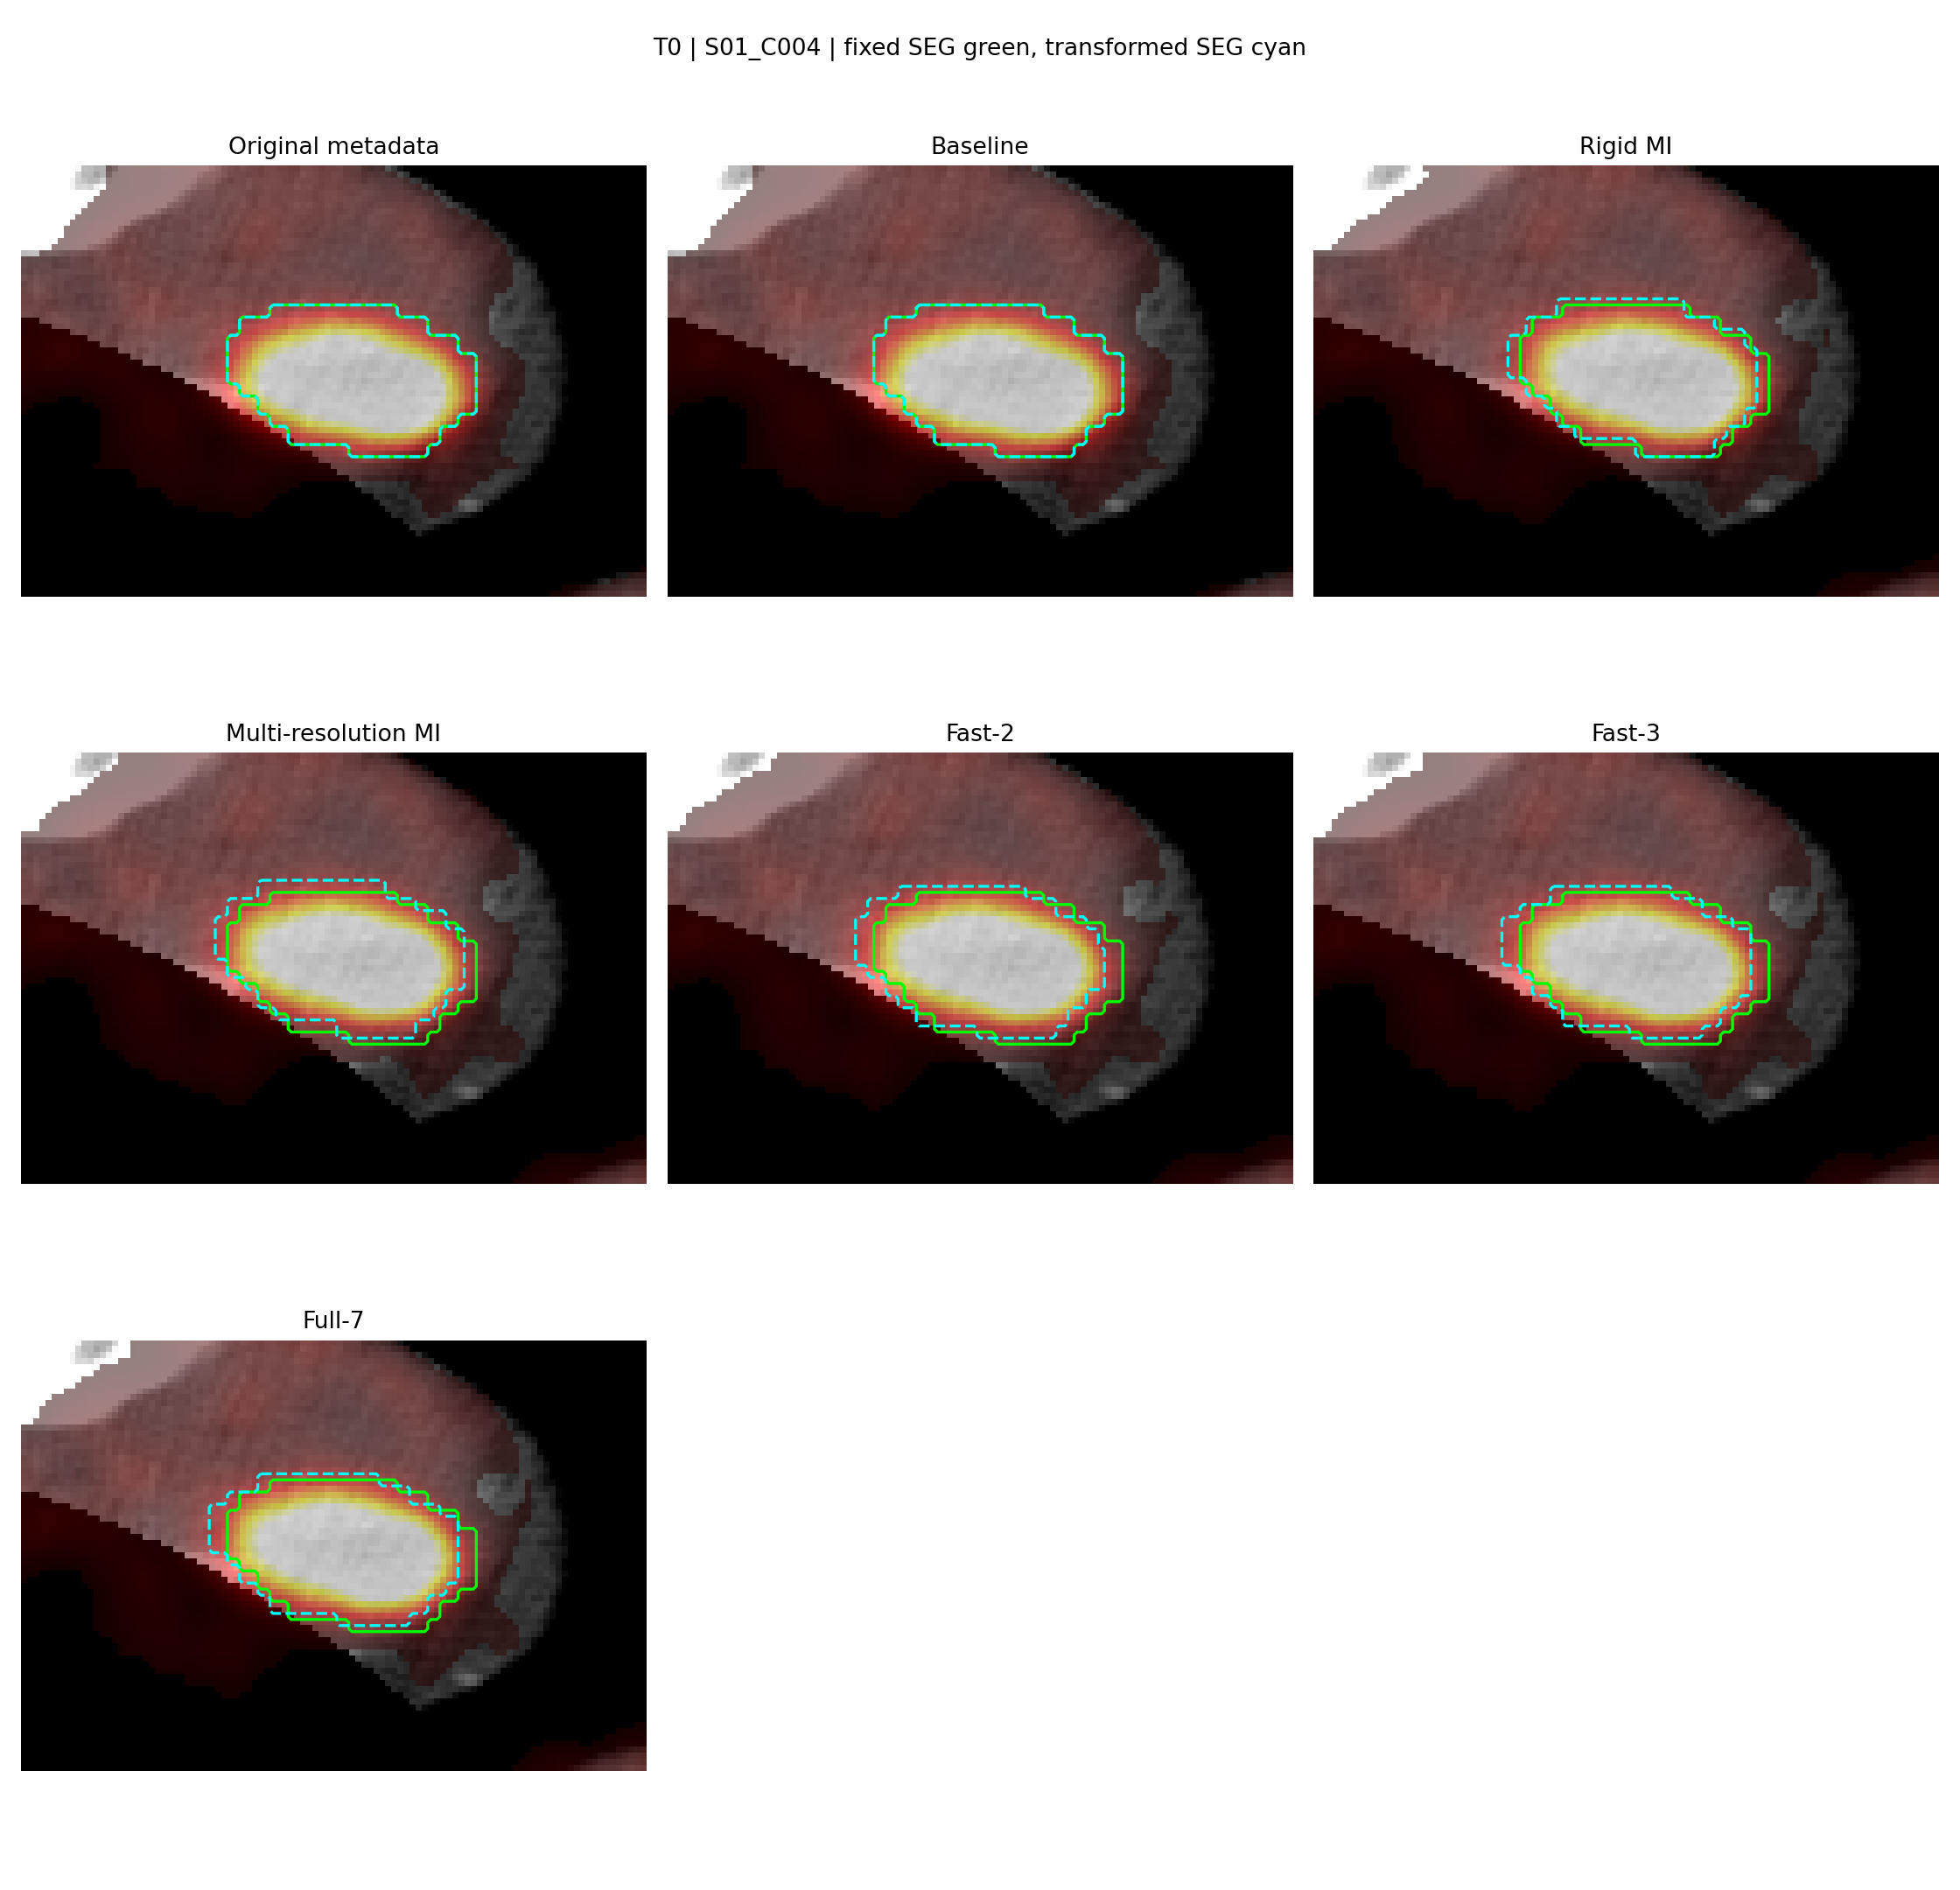 T0 | S01_C004 | fixed SEG green, transformed SEG cyan
Original metadata
Baseline
Rigid MI
Multi-resolution MI
Fast-2
Fast-3
Full-7